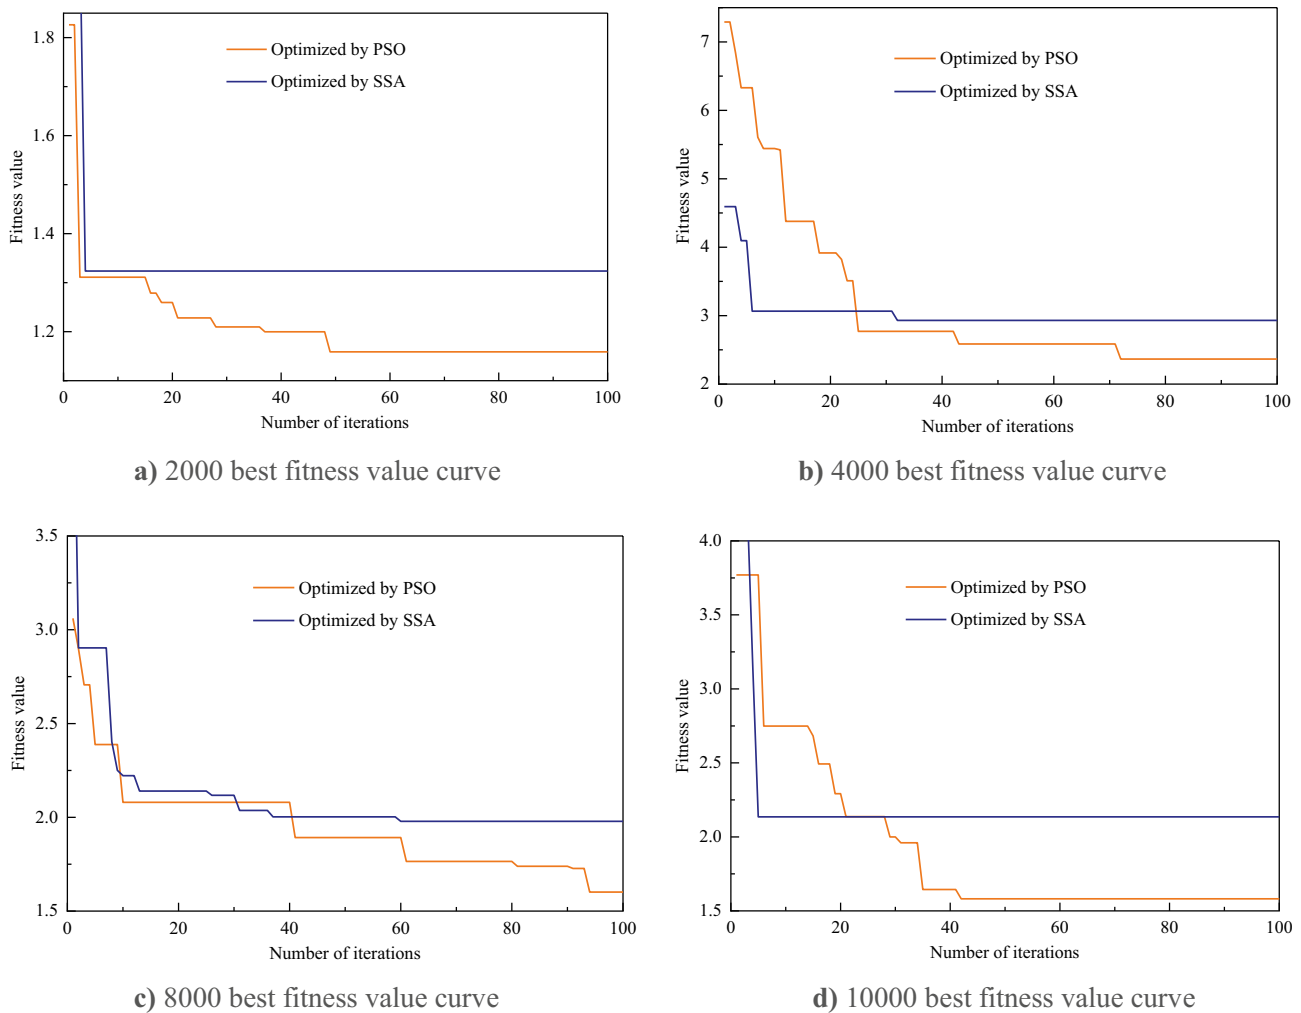 1.8
1.6
1.4
1.2
Fitness value
Optimized by PSO
Optimized by SSA
0
20
40
60
80
100
Number of iterations
a) 2000 best fitness value curve
7
6
5
4
3
2
Fitness value
Optimized by PSO
Optimized by SSA
0
20
40
60
80
100
Number of iterations
b) 4000 best fitness value curve
3.5
3.0
2.5
2.0
1.5
Fitness value
Optimized by PSO
Optimized by SSA
0
20
40
60
80
100
Number of iterations
c) 8000 best fitness value curve
4.0
3.5
3.0
2.5
2.0
1.5
Fitness value
Optimized by PSO
Optimized by SSA
0
20
40
60
80
100
Number of iterations
d) 10000 best fitness value curve